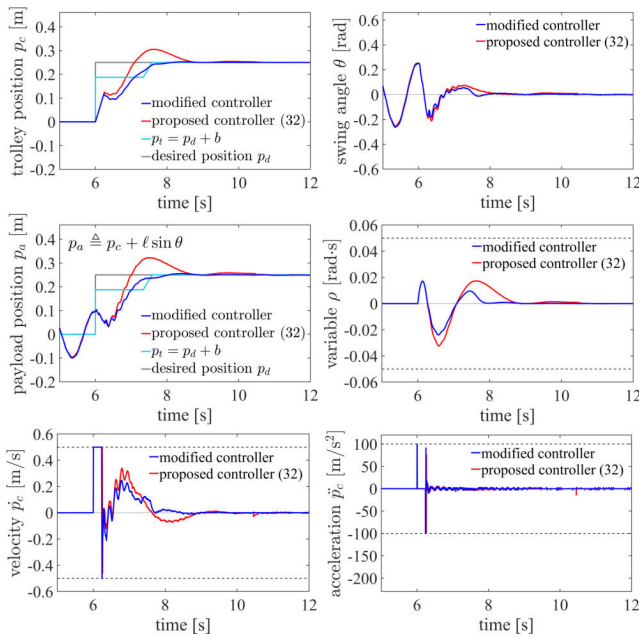 trolley position p_c [m]
0.4
0.3
0.2
0.1
0
-0.1
-0.2
modified controller
proposed controller (32)
p_t = p_d + b
desired position p_d
6
8
10
12
time [s]
swing angle θ [rad]
0.6
0.4
0.2
0
-0.2
-0.4
-0.6
modified controller
proposed controller (32)
6
8
10
12
time [s]
payload position p_a [m]
0.4
0.3
0.2
0.1
0
-0.1
-0.2
p_a ≜ p_c + ℓ sin θ
modified controller
proposed controller (32)
p_t = p_d + b
desired position p_d
6
8
10
12
time [s]
variable ρ [rad·s]
0.06
0.04
0.02
0
-0.02
-0.04
-0.06
modified controller
proposed controller (32)
6
8
10
12
time [s]
velocity ṗ_c [m/s]
0.6
0.4
0.2
0
-0.2
-0.4
-0.6
modified controller
proposed controller (32)
6
8
10
12
time [s]
acceleration p̈_c [m/s²]
100
50
0
-50
-100
-150
-200
modified controller
proposed controller (32)
6
8
10
12
time [s]